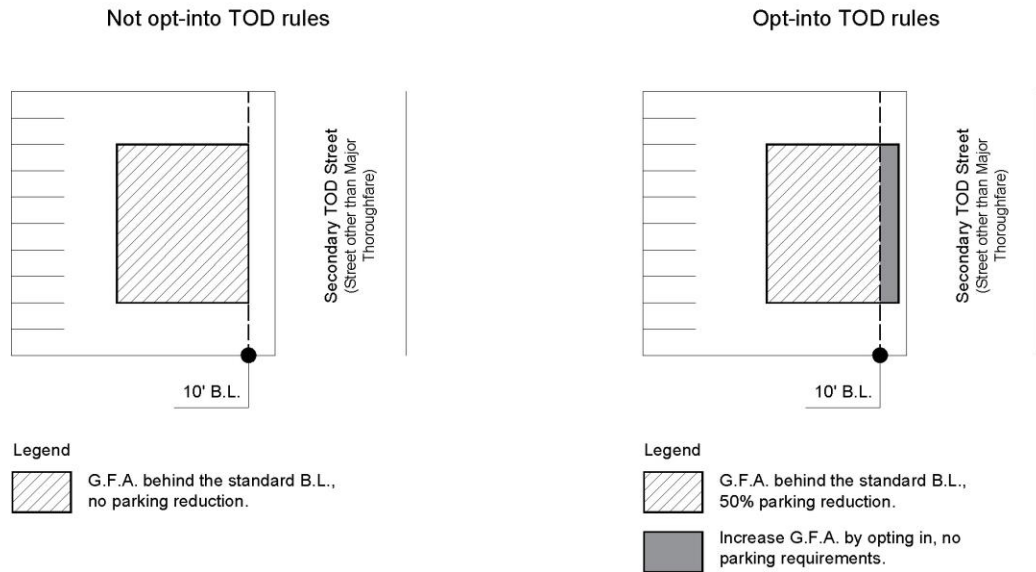 Not opt-into TOD rules
Secondary TOD Street
(Street other than Major
Thoroughfare)
10' B.L.
Legend
G.F.A. behind the standard B.L.,
no parking reduction.
Opt-into TOD rules
Secondary TOD Street
(Street other than Major
Thoroughfare)
10' B.L.
Legend
G.F.A. behind the standard B.L.,
50% parking reduction.
Increase G.F.A. by opting in, no
parking requirements.